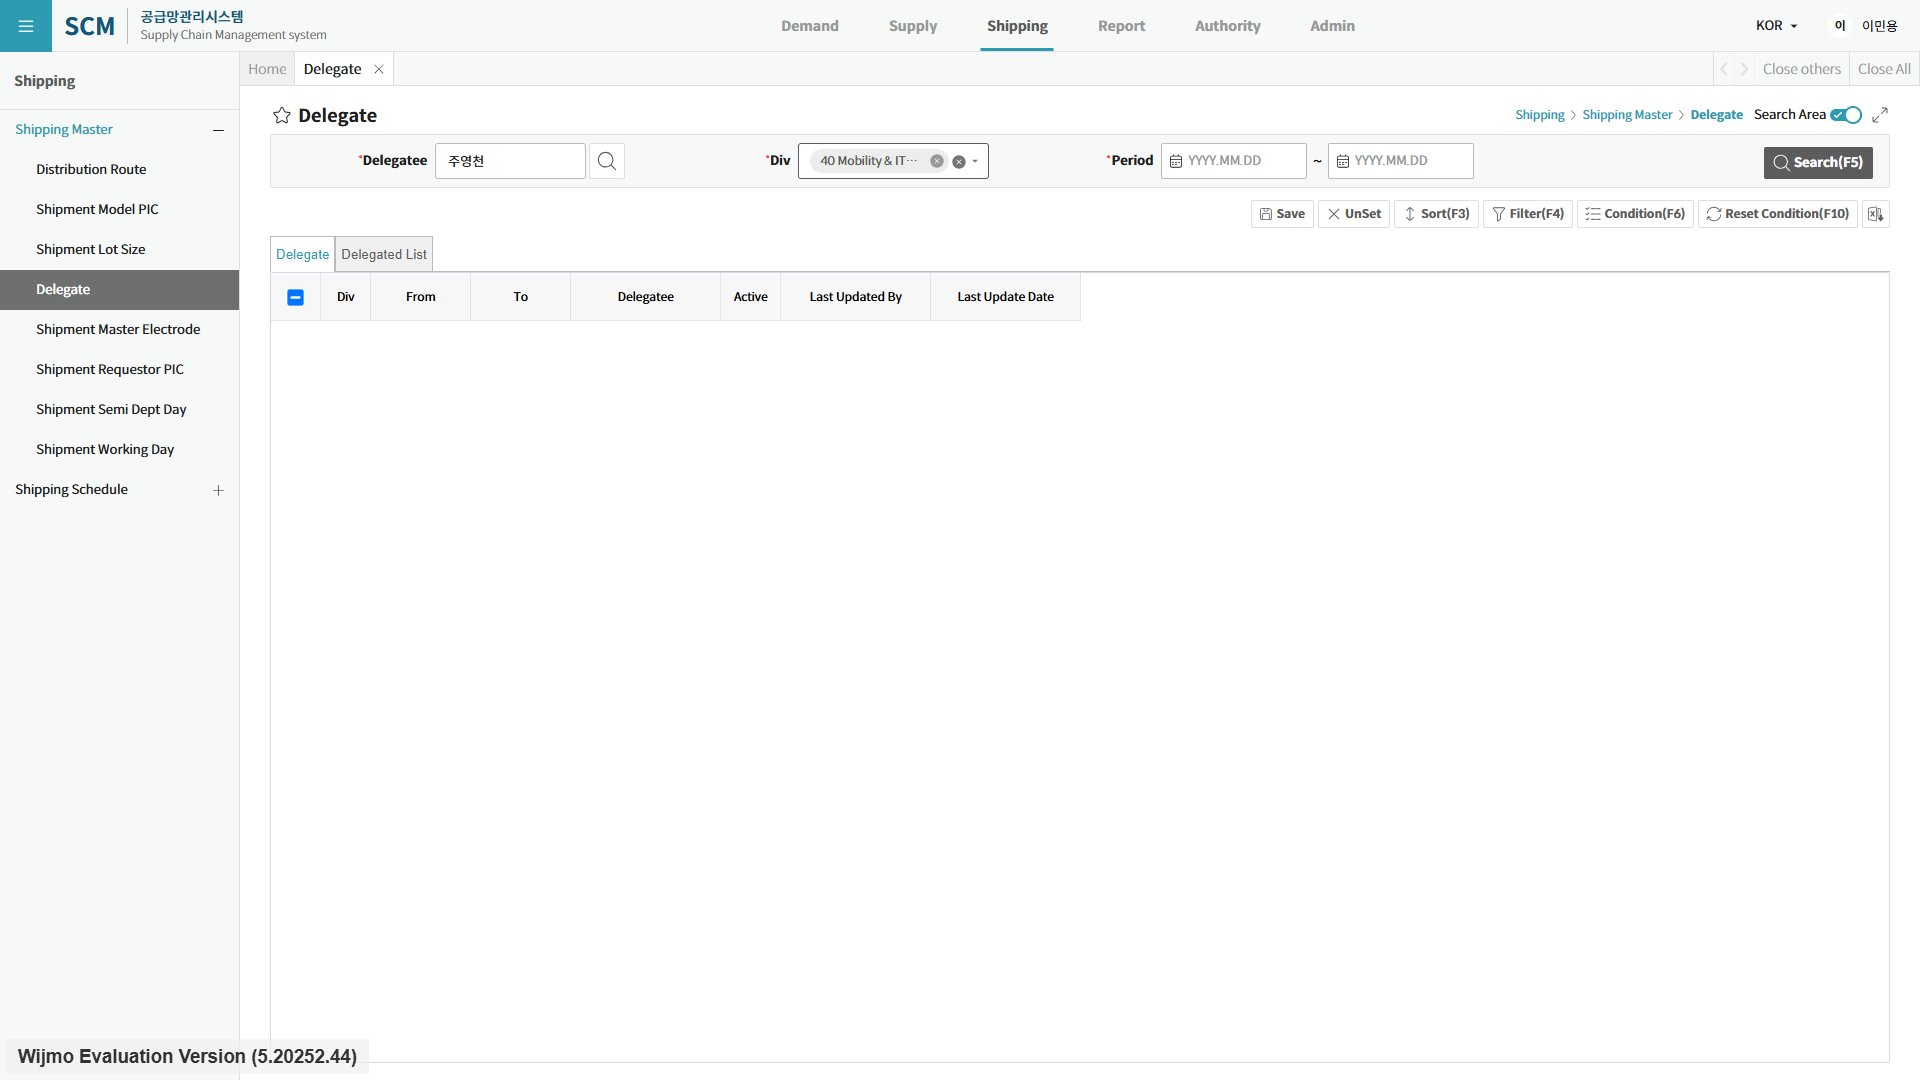 SCM
공급망관리시스템
Supply Chain Management system
Demand
Supply
Shipping
Report
Authority
Admin
KOR
이
이민용
Shipping
Home
Delegate
Close others
Close All
Shipping Master
Distribution Route
Shipment Model PIC
Shipment Lot Size
Delegate
Shipment Master Electrode
Shipment Requestor PIC
Shipment Semi Dept Day
Shipment Working Day
Shipping Schedule
Delegate
Shipping > Shipping Master > Delegate
Search Area
*Delegatee
주영천
*Div
40 Mobility & IT···
*Period
YYYY.MM.DD
~
YYYY.MM.DD
Search(F5)
Save
UnSet
Sort(F3)
Filter(F4)
Condition(F6)
Reset Condition(F10)
Delegate
Delegated List
Div
From
To
Delegatee
Active
Last Updated By
Last Update Date
Wijmo Evaluation Version (5.20252.44)